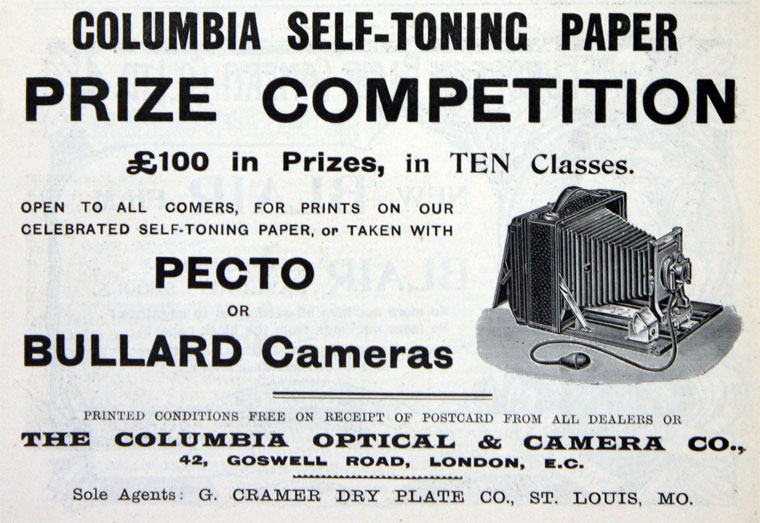 COLUMBIA SELF-TONING PAPER
PRIZE COMPETITION
£100 in Prizes, in TEN Classes.
OPEN TO ALL COMERS, FOR PRINTS ON OUR
CELEBRATED SELF-TONING PAPER, or TAKEN WITH
PECTO
OR
BULLARD Cameras
PRINTED CONDITIONS FREE ON RECEIPT OF POSTCARD FROM ALL DEALERS OR
THE COLUMBIA OPTICAL & CAMERA CO.,
42, GOSWELL ROAD, LONDON, E.C.
Sole Agents: G. CRAMER DRY PLATE CO., ST. LOUIS, MO.